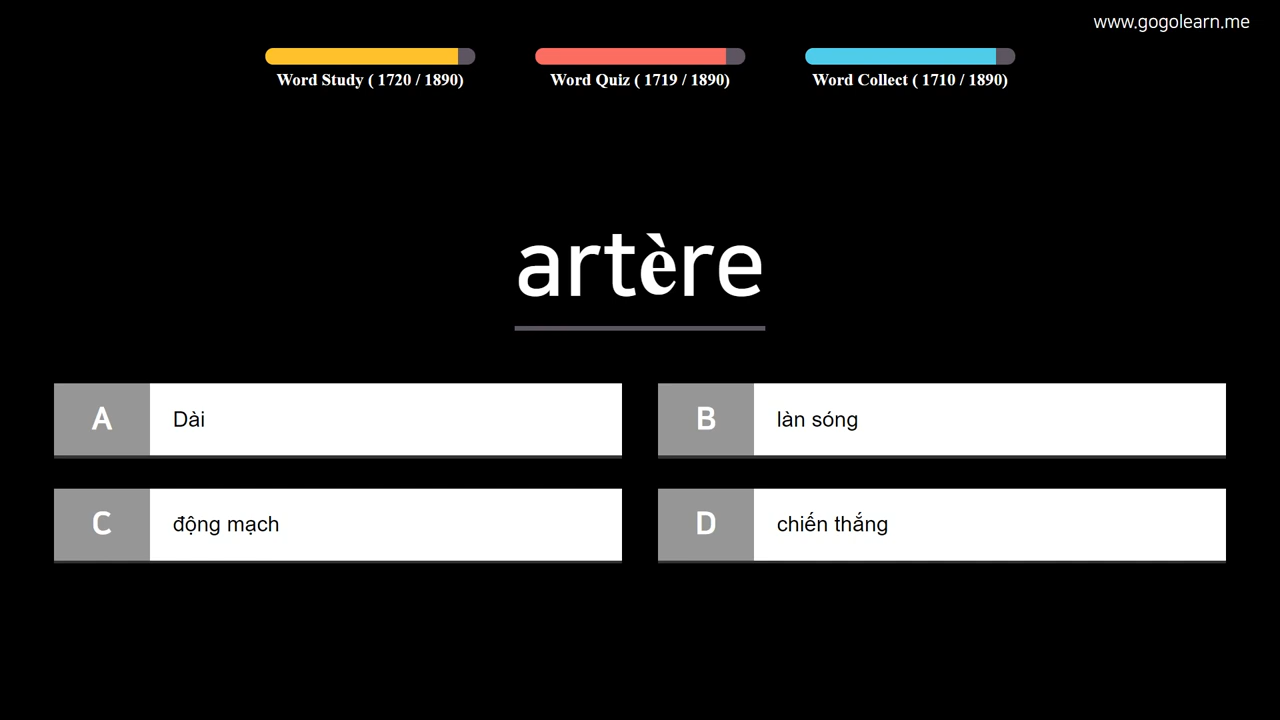 www.gogolearn.me
Word Study ( 1720 / 1890)
Word Quiz ( 1719 / 1890)
Word Collect ( 1710 / 1890)
artère
A Dài
B làn sóng
C động mạch
D chiến thắng